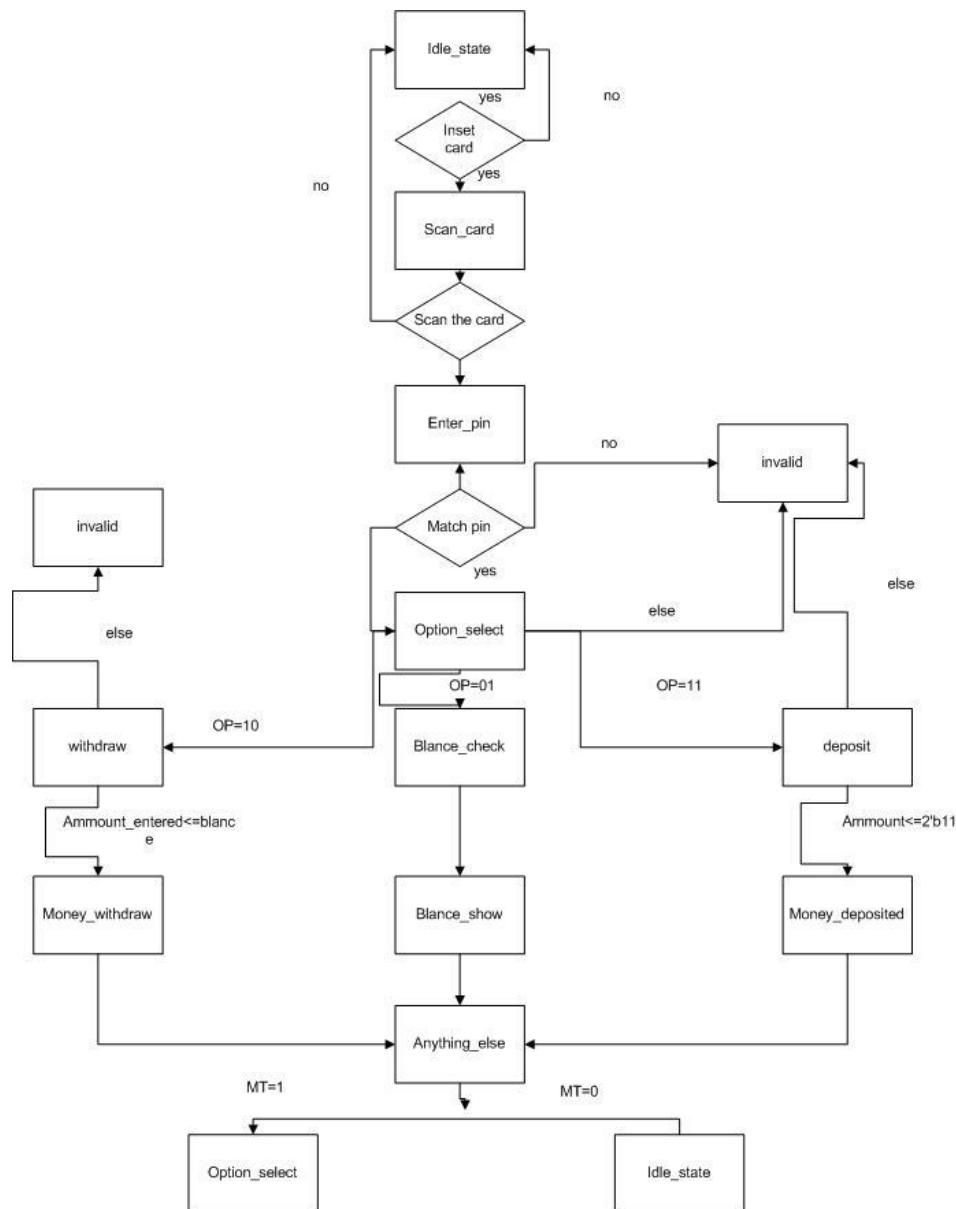 Idle_state
yes
no
Inset
card
yes
no
Scan_card
Scan the card
Enter_pin
no
invalid
invalid
Match pin
yes
else
else
else
Option_select
OP=01
OP=11
OP=10
withdraw
Blance_check
deposit
Ammount_entered<=blanc
e
Ammount<=2'b11
Money_withdraw
Blance_show
Money_deposited
Anything_else
MT=1
MT=0
Option_select
Idle_state